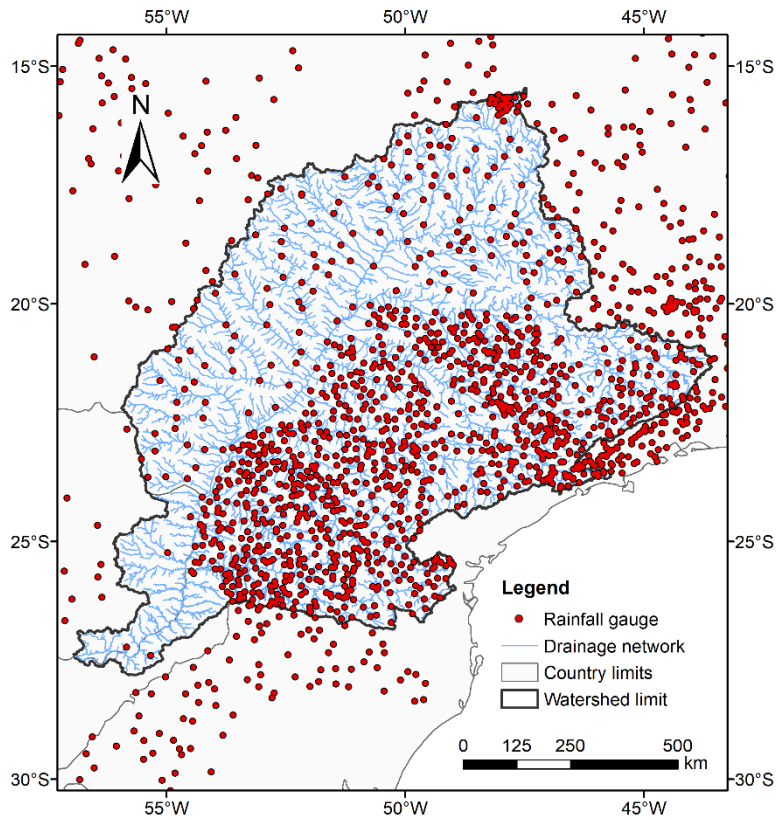 55°W 50°W 45°W
15°S 15°S
N
20°S 20°S
25°S 25°S
Legend
Rainfall gauge
Drainage network
Country limits
Watershed limit
0 125 250 500
km
30°S 30°S
55°W 50°W 45°W